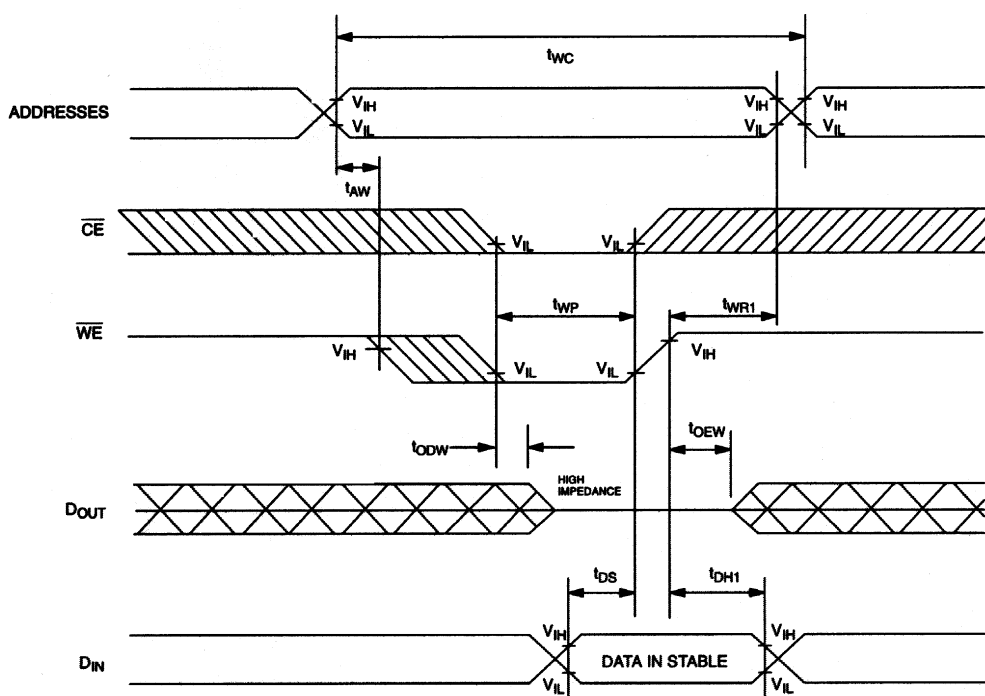 tWC
ADDRESSES
VIH
VIL
VIH
VIL
VIH
VIL
tAW
CE
VIL
VIL
tWP
tWR1
WE
VIH
VIL
VIL
VIH
tODW
tOEW
DOUT
HIGH
IMPEDANCE
tDS
tDH1
DIN
VIH
VIL
DATA IN STABLE
VIH
VIL